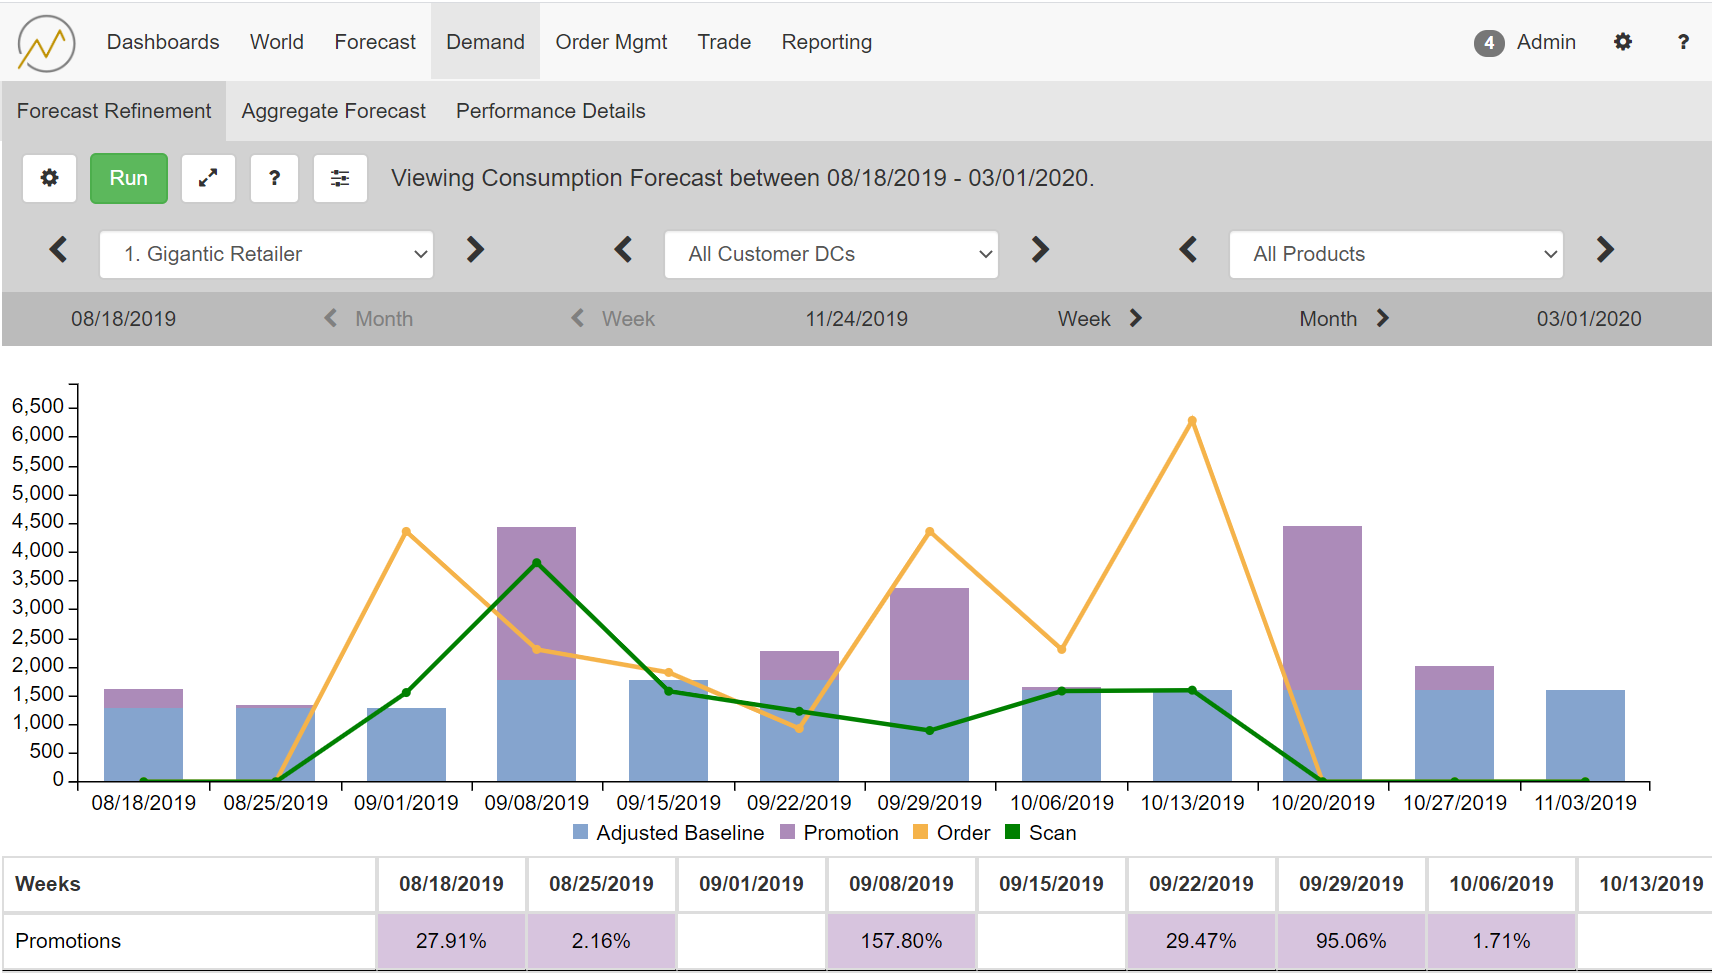 Dashboards World Forecast Demand Order Mgmt Trade Reporting 4 Admin ?
Forecast Refinement Aggregate Forecast Performance Details
Run ? Viewing Consumption Forecast between 08/18/2019 - 03/01/2020.
1. Gigantic Retailer All Customer DCs All Products
08/18/2019 Month Week 11/24/2019 Week Month 03/01/2020
6,500
6,000
5,500
5,000
4,500
4,000
3,500
3,000
2,500
2,000
1,500
1,000
500
0
08/18/2019 08/25/2019 09/01/2019 09/08/2019 09/15/2019 09/22/2019 09/29/2019 10/06/2019 10/13/2019 10/20/2019 10/27/2019 11/03/2019
Adjusted Baseline Promotion Order Scan
Weeks 08/18/2019 08/25/2019 09/01/2019 09/08/2019 09/15/2019 09/22/2019 09/29/2019 10/06/2019 10/13/2019
Promotions 27.91% 2.16% 157.80% 29.47% 95.06% 1.71%